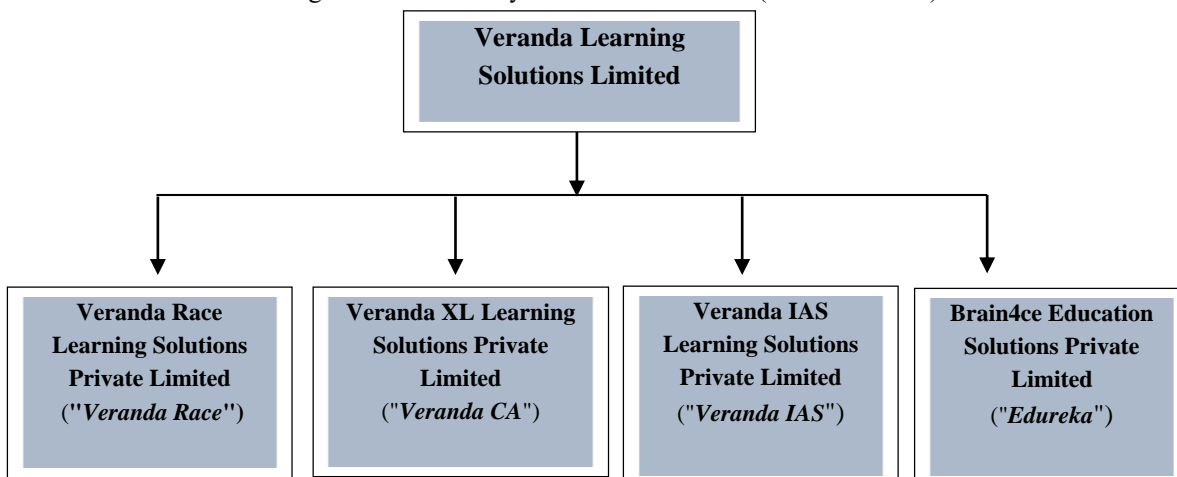 Veranda Learning
Solutions Limited
Veranda Race
Learning Solutions
Private Limited
("Veranda Race")
Veranda XL Learning
Solutions Private
Limited
("Veranda CA")
Veranda IAS
Learning Solutions
Private Limited
("Veranda IAS")
Brain4ce Education
Solutions Private
Limited
("Edureka")